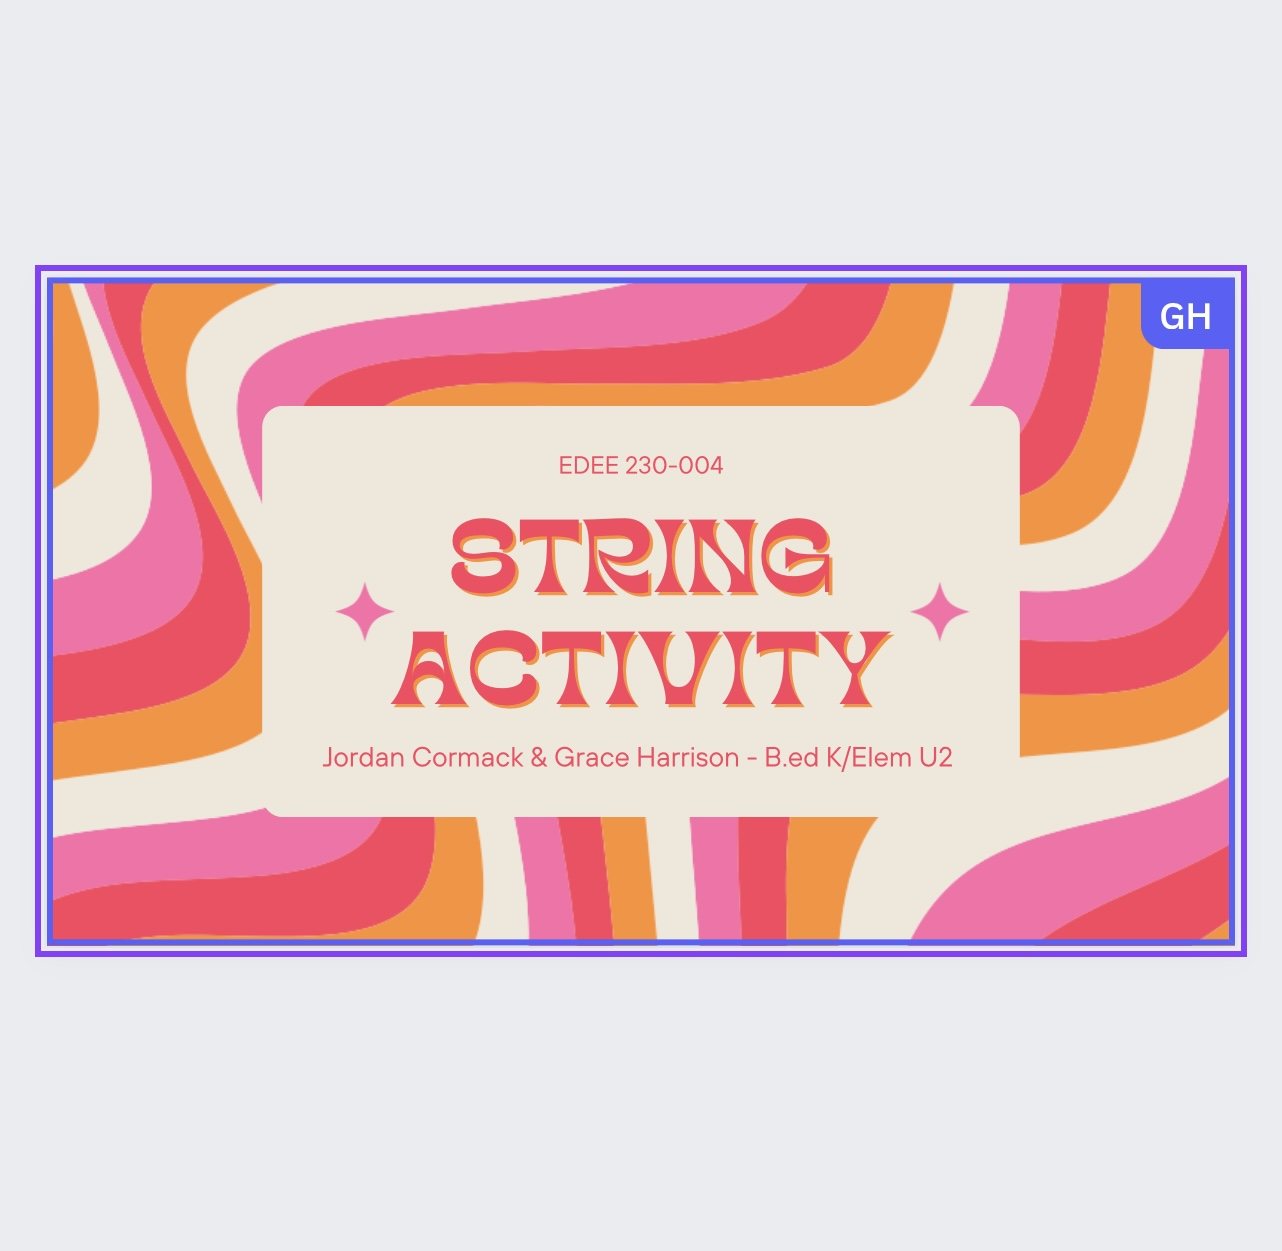 GH
EDEE 230-004
STRING
ACTIVITY
Jordan Cormack & Grace Harrison - B.ed K/Elem U2